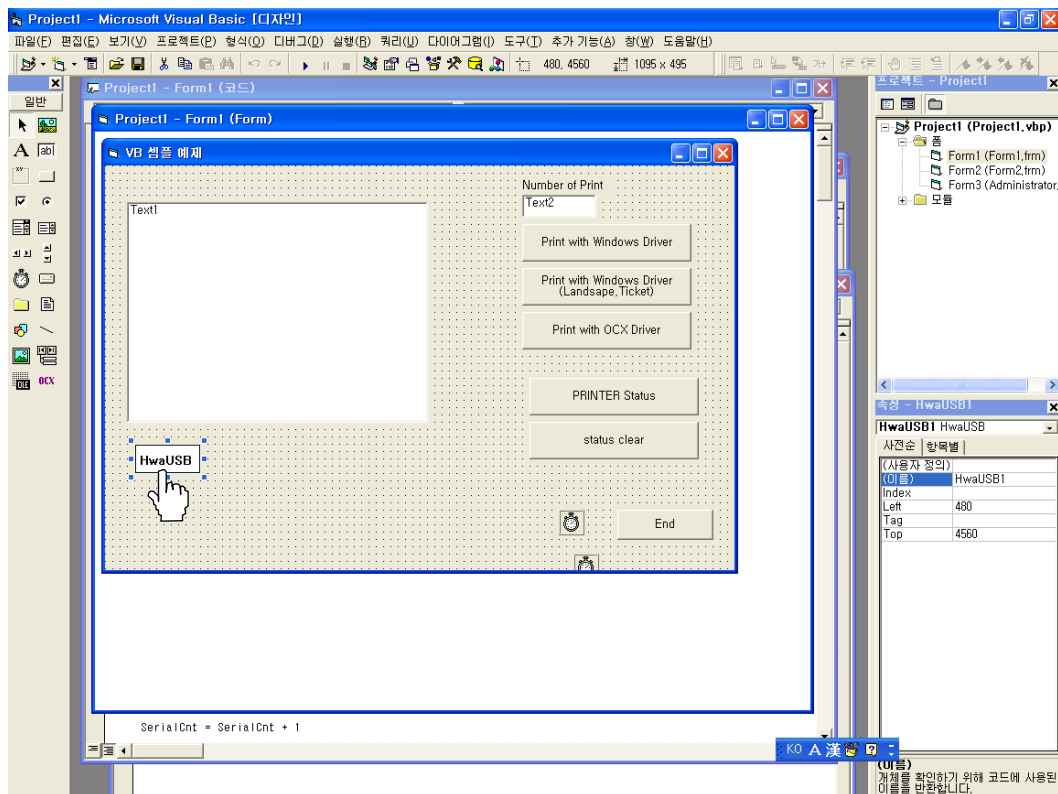 Project1 - Microsoft Visual Basic [디자인]
파일(F) 편집(E) 보기(V) 프로젝트(P) 형식(O) 디버그(D) 실행(R) 쿼리(U) 다이어그램(I) 도구(T) 추가 기능(A) 창(W) 도움말(H)
480, 4560 1095 x 495
일반
A ab
xv
OLE OCX
Project1 - Form1 (코드)
Project1 - Form1 (Form)
VB 샘플 예제
Text1
Number of Print
Text2
Print with Windows Driver
Print with Windows Driver
(Landsape,Ticket)
Print with OCX Driver
PRINTER Status
status clear
HwaUSB
End
SerialCnt = SerialCnt + 1
KO A 漢
프로젝트 - Project1
Project1 (Project1.vbp)
폼
Form1 (Form1.frm)
Form2 (Form2.frm)
Form3 (Administrator.
모듈
속성 - HwaUSB1
HwaUSB1 HwaUSB
사전순 항목별
(사용자 정의)
(이름) HwaUSB1
Index
Left 480
Tag
Top 4560
(이름)
개체를 확인하기 위해 코드에 사용된
이름을 반환합니다.